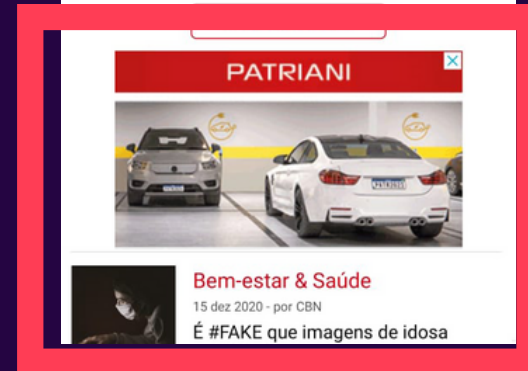 PATRIANI
Bem-estar & Saúde
15 dez 2020 - por CBN
É #FAKE que imagens de idosa